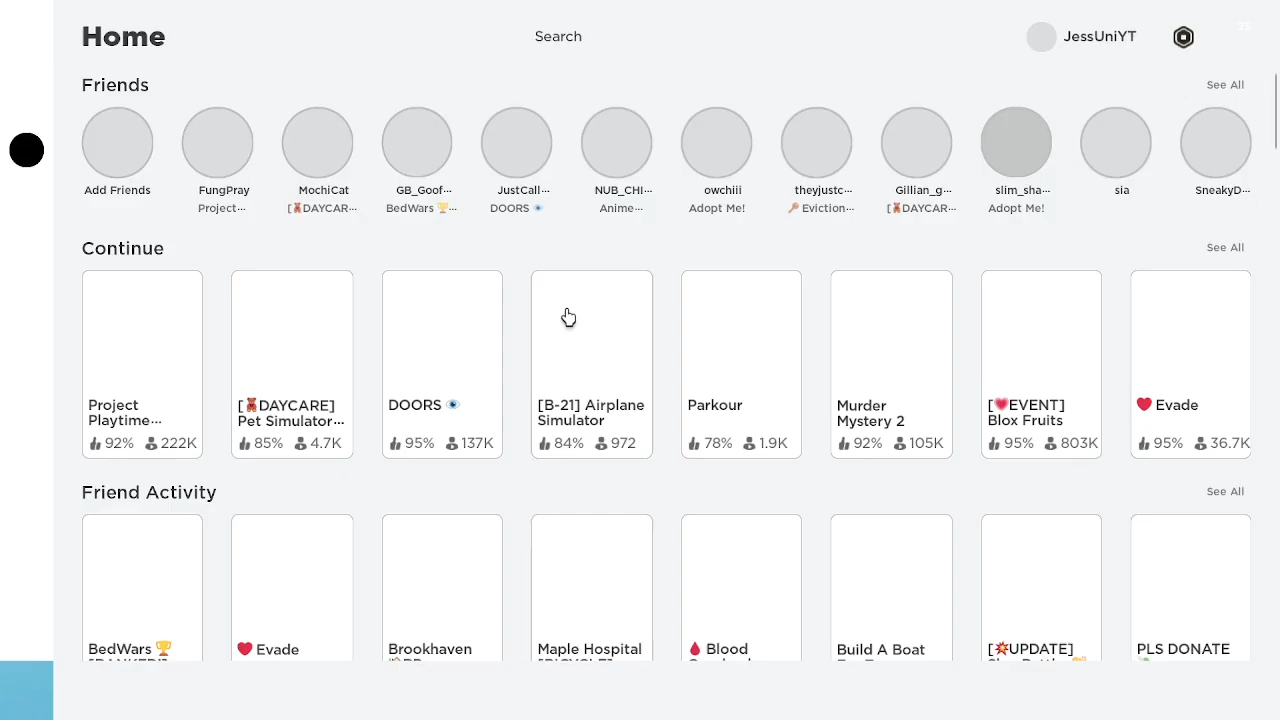 Home
Search
JessUniYT
25
Friends
See All
Add Friends
FungPray
MochiCat
GB_Goof...
JustCall...
NUB_CHI...
owchiii
theyjustc...
Gillian_g...
slim_sha...
sia
SneakyD...
Project...
[🧸DAYCAR...
BedWars 🏆...
DOORS 👁️
Anime...
Adopt Me!
🔎 Eviction...
[🧸DAYCAR...
Adopt Me!
Continue
See All
Project
Playtime...
92% 222K
[🧸DAYCARE]
Pet Simulator...
85% 4.7K
DOORS 👁️
95% 137K
[B-21] Airplane
Simulator
84% 972
Parkour
78% 1.9K
Murder
Mystery 2
92% 105K
[💗EVENT]
Blox Fruits
95% 803K
❤️ Evade
95% 36.7K
Friend Activity
See All
BedWars 🏆
❤️ Evade
Brookhaven
Maple Hospital
🩸 Blood
Build A Boat
[💥UPDATE]
PLS DONATE